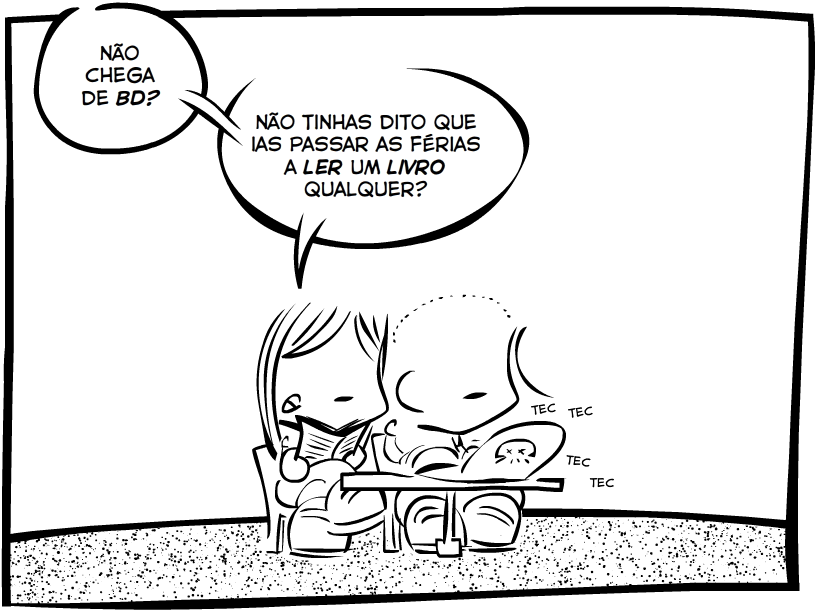 NÃO
CHEGA
DE BD?
NÃO TINHAS DITO QUE
IAS PASSAR AS FÉRIAS
A LER UM LIVRO
QUALQUER?
TEC TEC
TEC
TEC